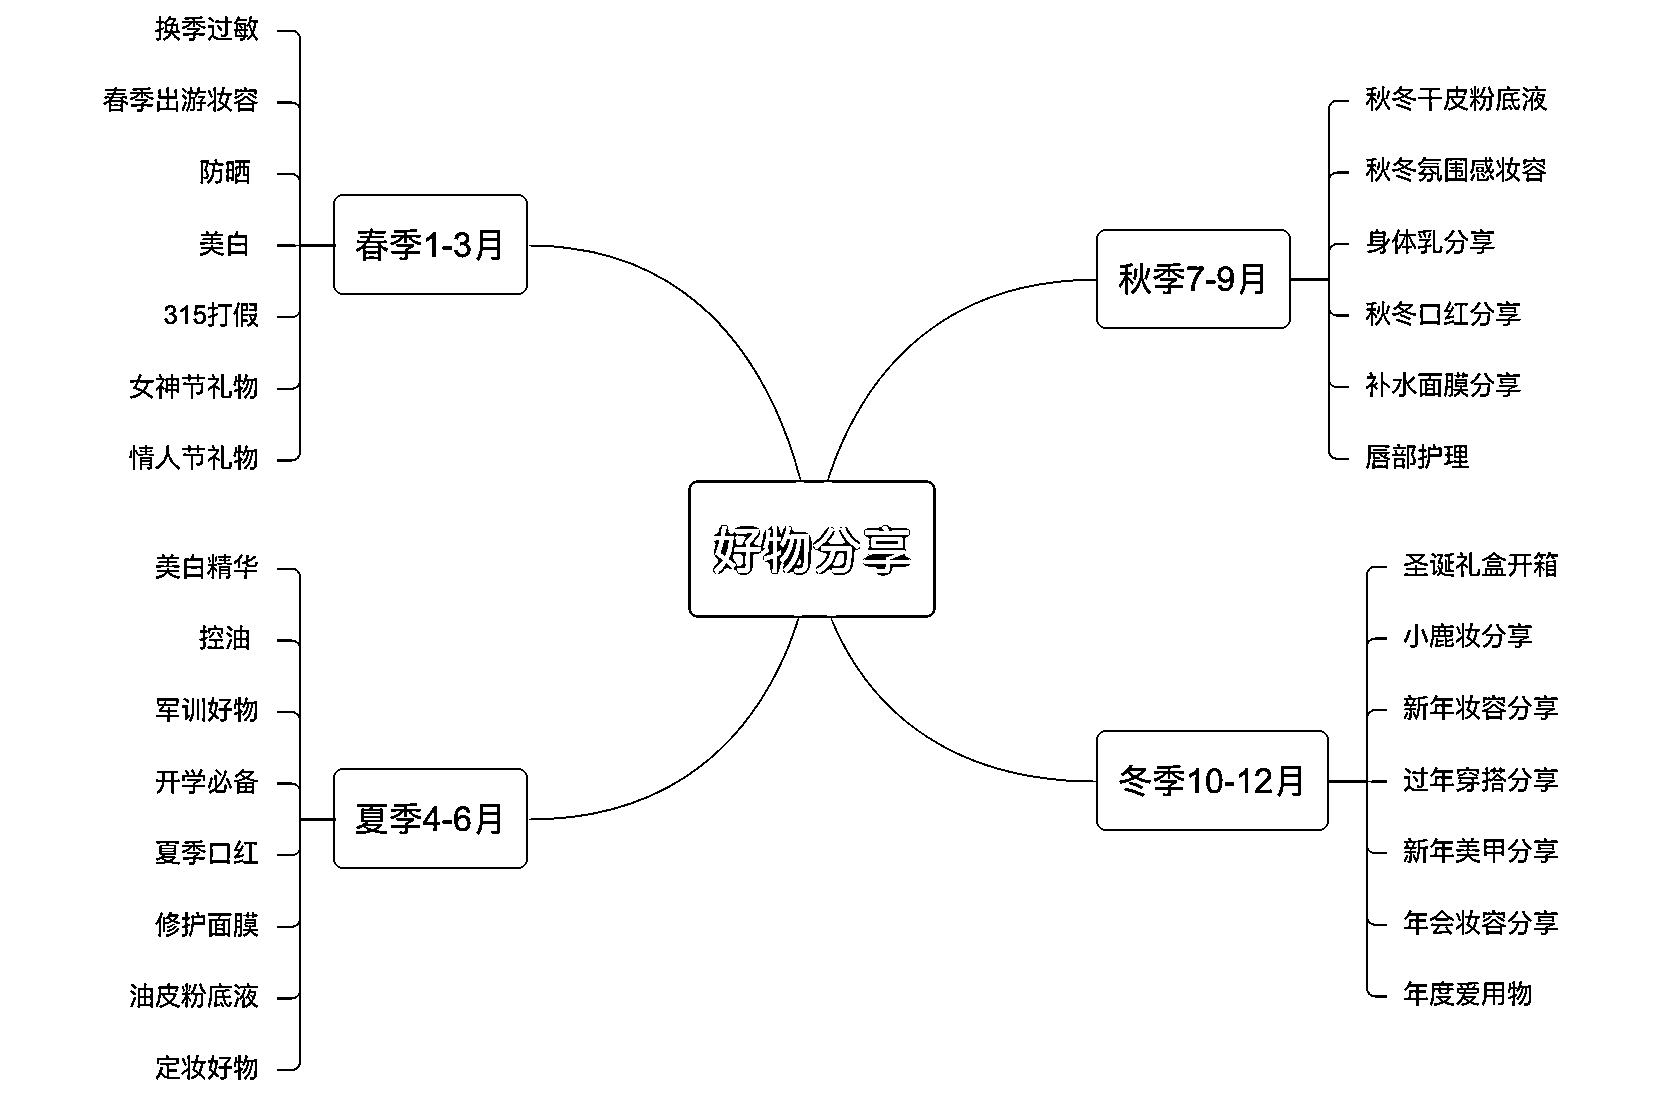 好物分享
春季1-3月
换季过敏
春季出游妆容
防晒
美白
315打假
女神节礼物
情人节礼物
夏季4-6月
美白精华
控油
军训好物
开学必备
夏季口红
修护面膜
油皮粉底液
定妆好物
秋季7-9月
秋冬干皮粉底液
秋冬氛围感妆容
身体乳分享
秋冬口红分享
补水面膜分享
唇部护理
冬季10-12月
圣诞礼盒开箱
小鹿妆分享
新年妆容分享
过年穿搭分享
新年美甲分享
年会妆容分享
年度爱用物